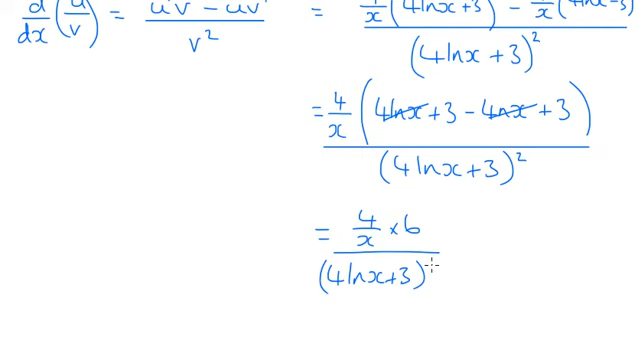 d/dx (u/v) = u'v - uv' / v² = 4/x (4lnx+3) - 4/x (4lnx-3) / (4lnx+3)²
= 4/x (4lnx+3 - 4lnx+3) / (4lnx+3)²
= 4/x × 6 / (4lnx+3)